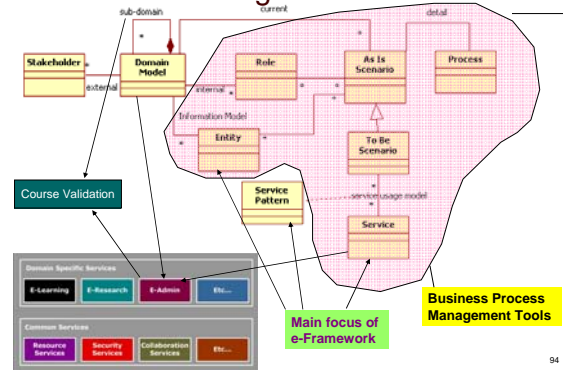 sub-domain
current
detail
*
*
*
Stakeholder
*
Domain
Model
Role
As Is
Scenario
Process
external
internal
*
*
*
Information Model
*
*
Entity
To Be
Scenario
Service
Pattern
*
service usage model
*
Service
Course Validation
Domain Specific Services
E-Learning
E-Research
E-Admin
Etc...
Common Services
Resource
Services
Security
Services
Collaboration
Services
Etc...
Main focus of
e-Framework
Business Process
Management Tools
94